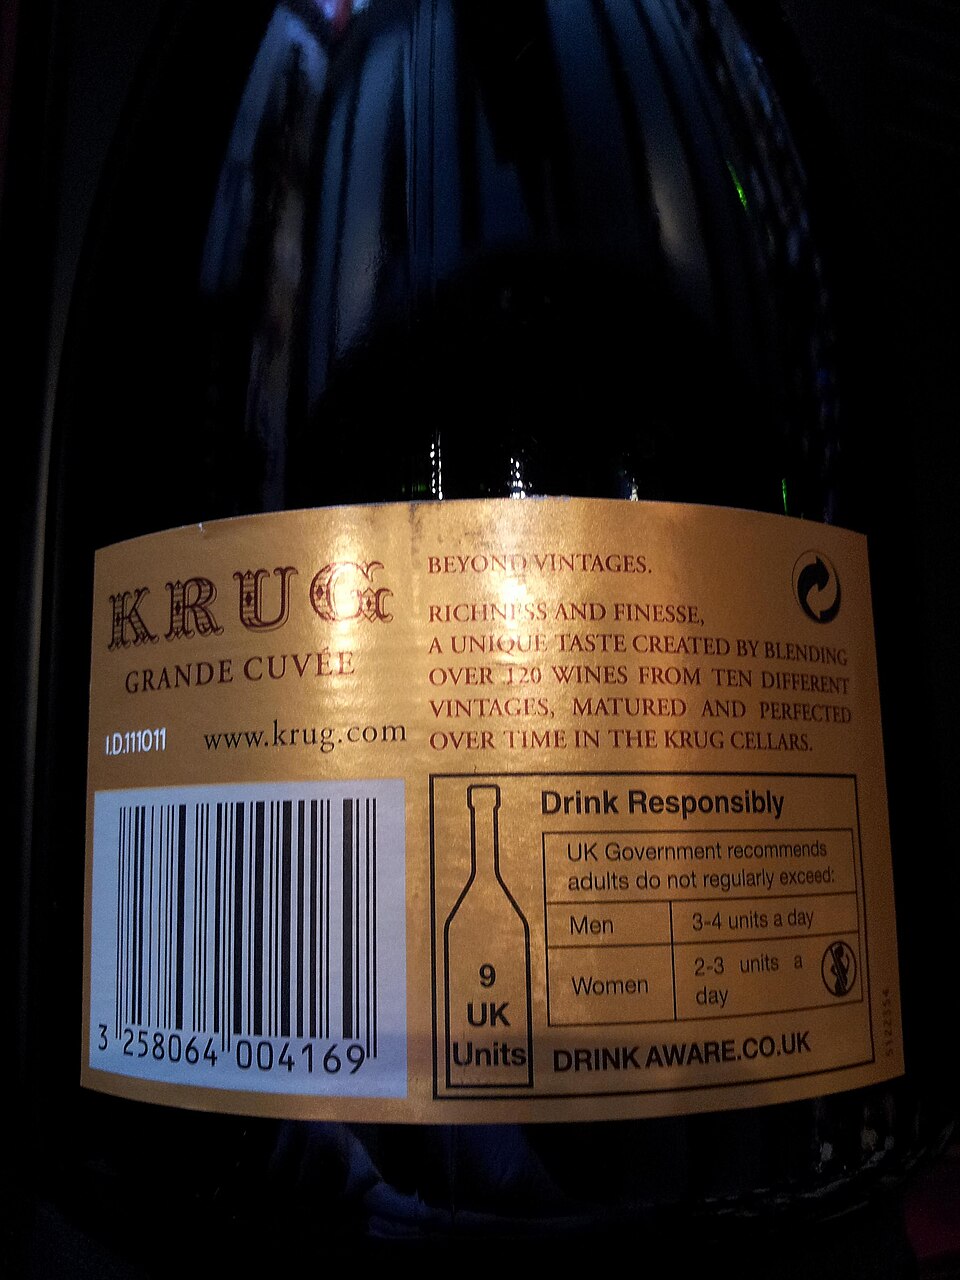 KRUG
GRANDE CUVÉE
I.D.111011
www.krug.com
3 258064 004169
BEYOND VINTAGES.
RICHNESS AND FINESSE,
A UNIQUE TASTE CREATED BY BLENDING
OVER 120 WINES FROM TEN DIFFERENT
VINTAGES, MATURED AND PERFECTED
OVER TIME IN THE KRUG CELLARS.
9
UK
Units
Drink Responsibly
UK Government recommends
adults do not regularly exceed:
Men 3-4 units a day
Women 2-3 units a
day
DRINKAWARE.CO.UK